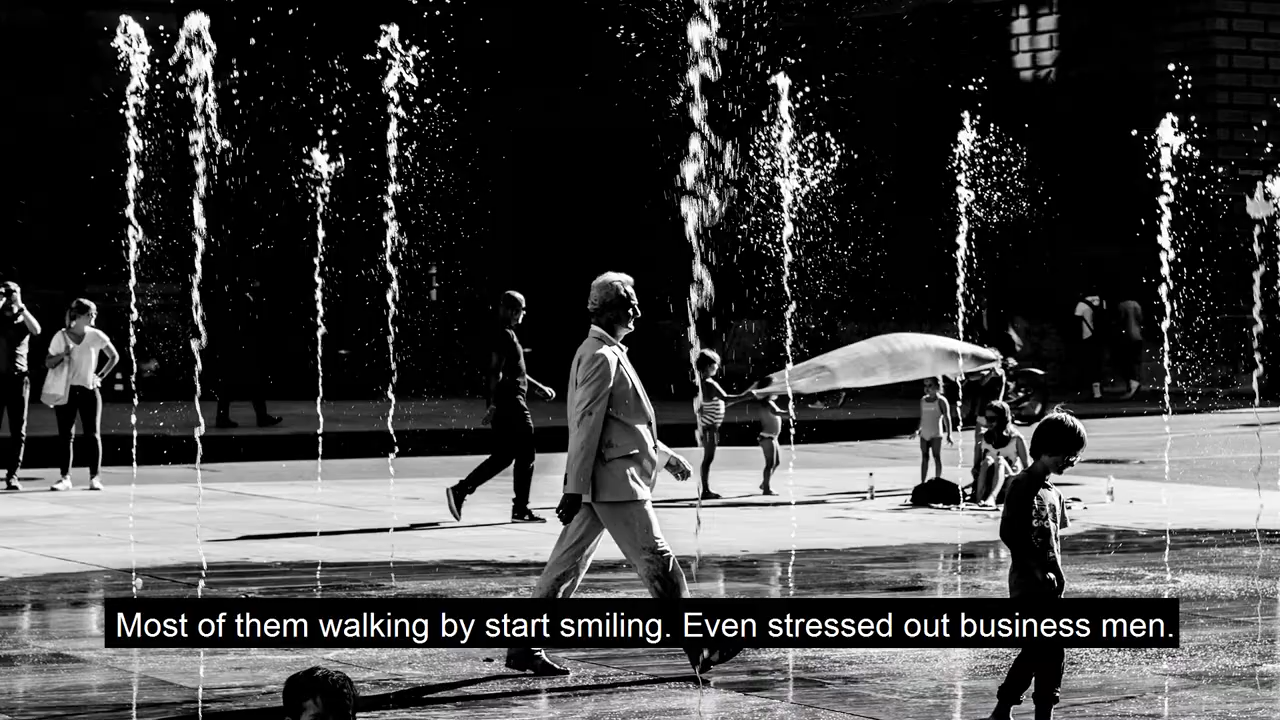 Most of them walking by start smiling. Even stressed out business men.